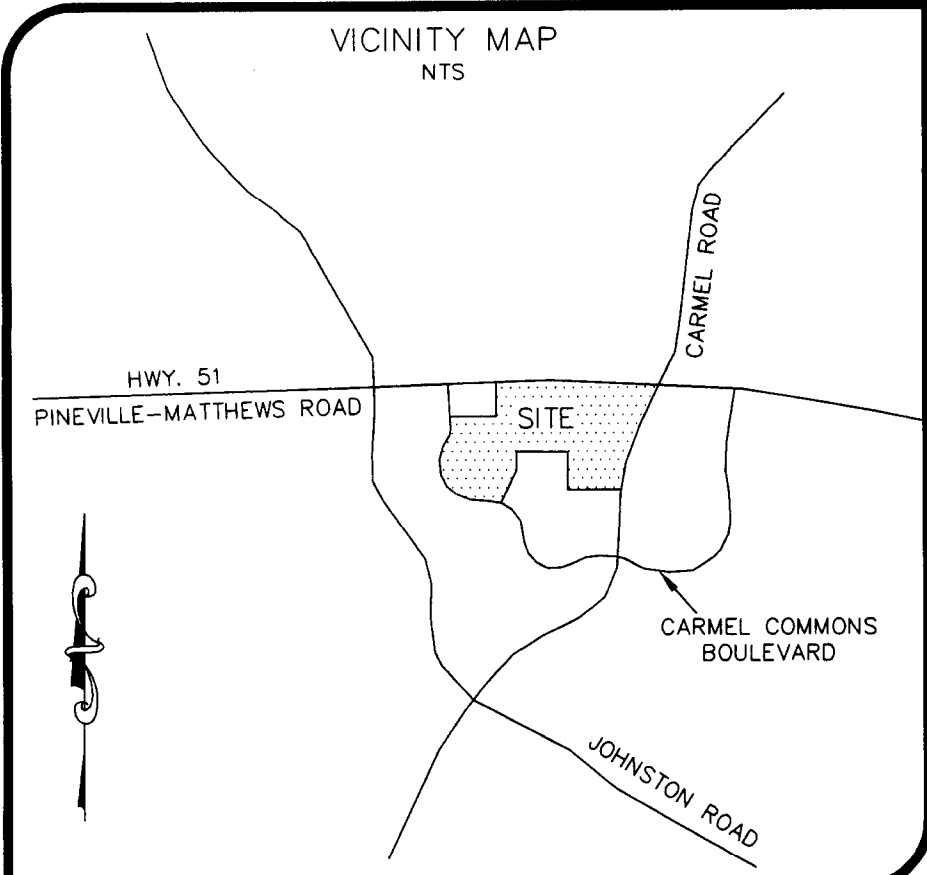 VICINITY MAP
NTS
CARMEL ROAD
HWY. 51
PINEVILLE-MATTHEWS ROAD
SITE
CARMEL COMMONS
BOULEVARD
JOHNSTON ROAD